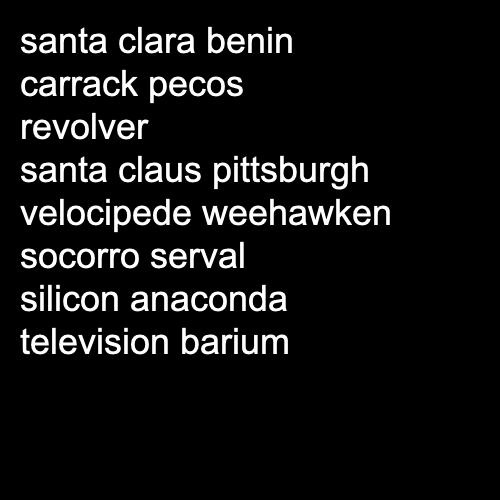 santa clara benin
carrack pecos
revolver
santa claus pittsburgh
velocipede weehawken
socorro serval
silicon anaconda
television barium